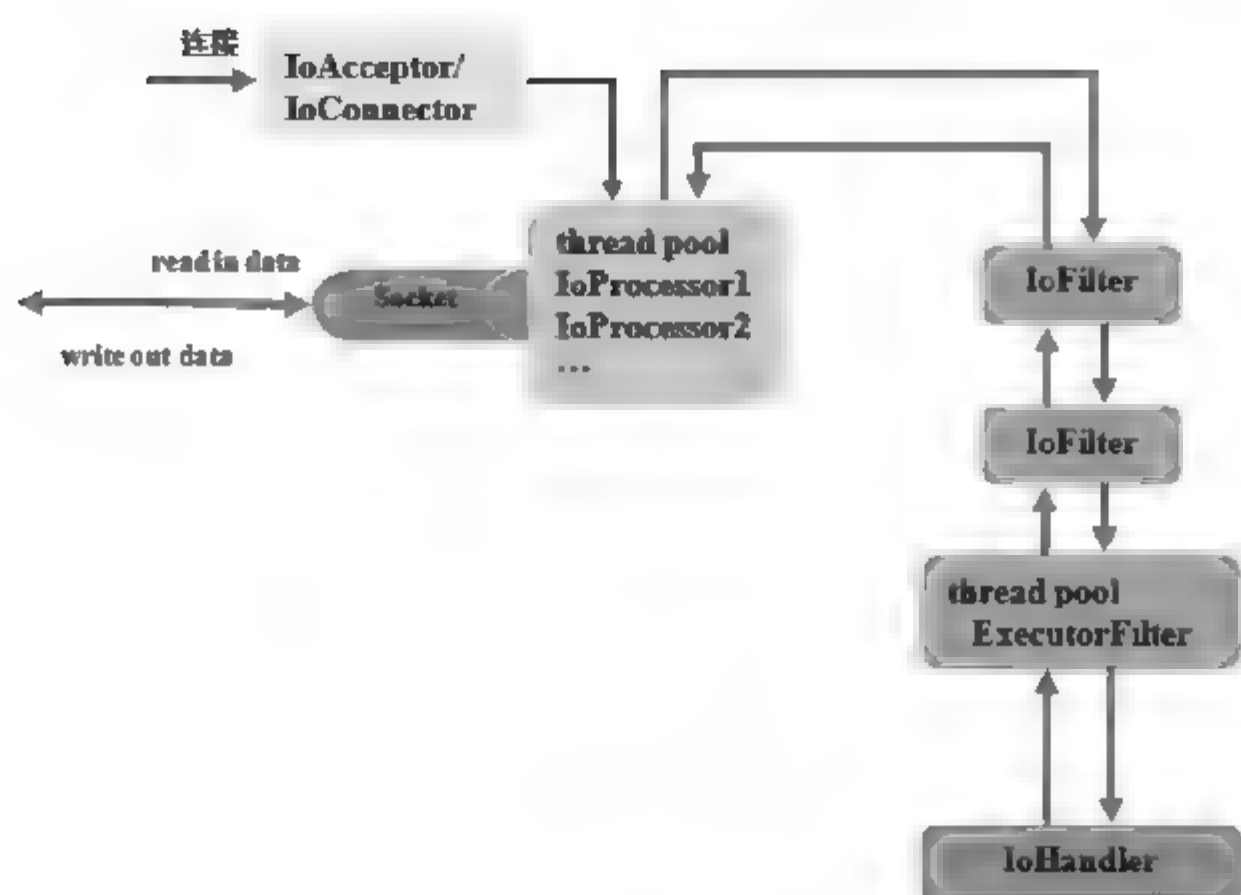 连接
IoAcceptor/
IoConnector
read in data
Socket
write out data
thread pool
IoProcessor1
IoProcessor2
...
IoFilter
IoFilter
thread pool
ExecutorFilter
IoHandler